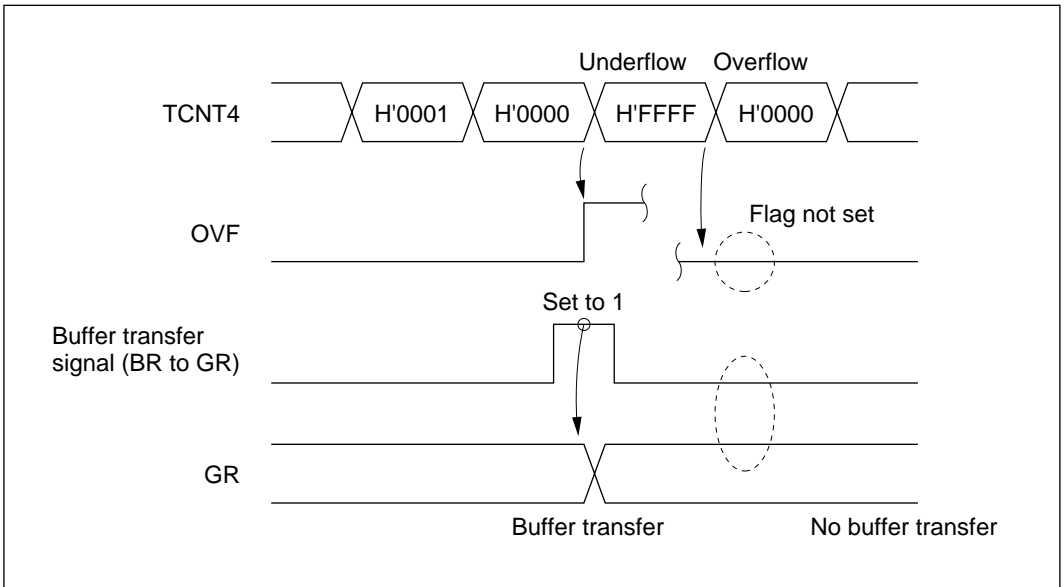 Underflow Overflow
TCNT4 H'0001 H'0000 H'FFFF H'0000
OVF
Flag not set
Set to 1
Buffer transfer
signal (BR to GR)
GR
Buffer transfer No buffer transfer